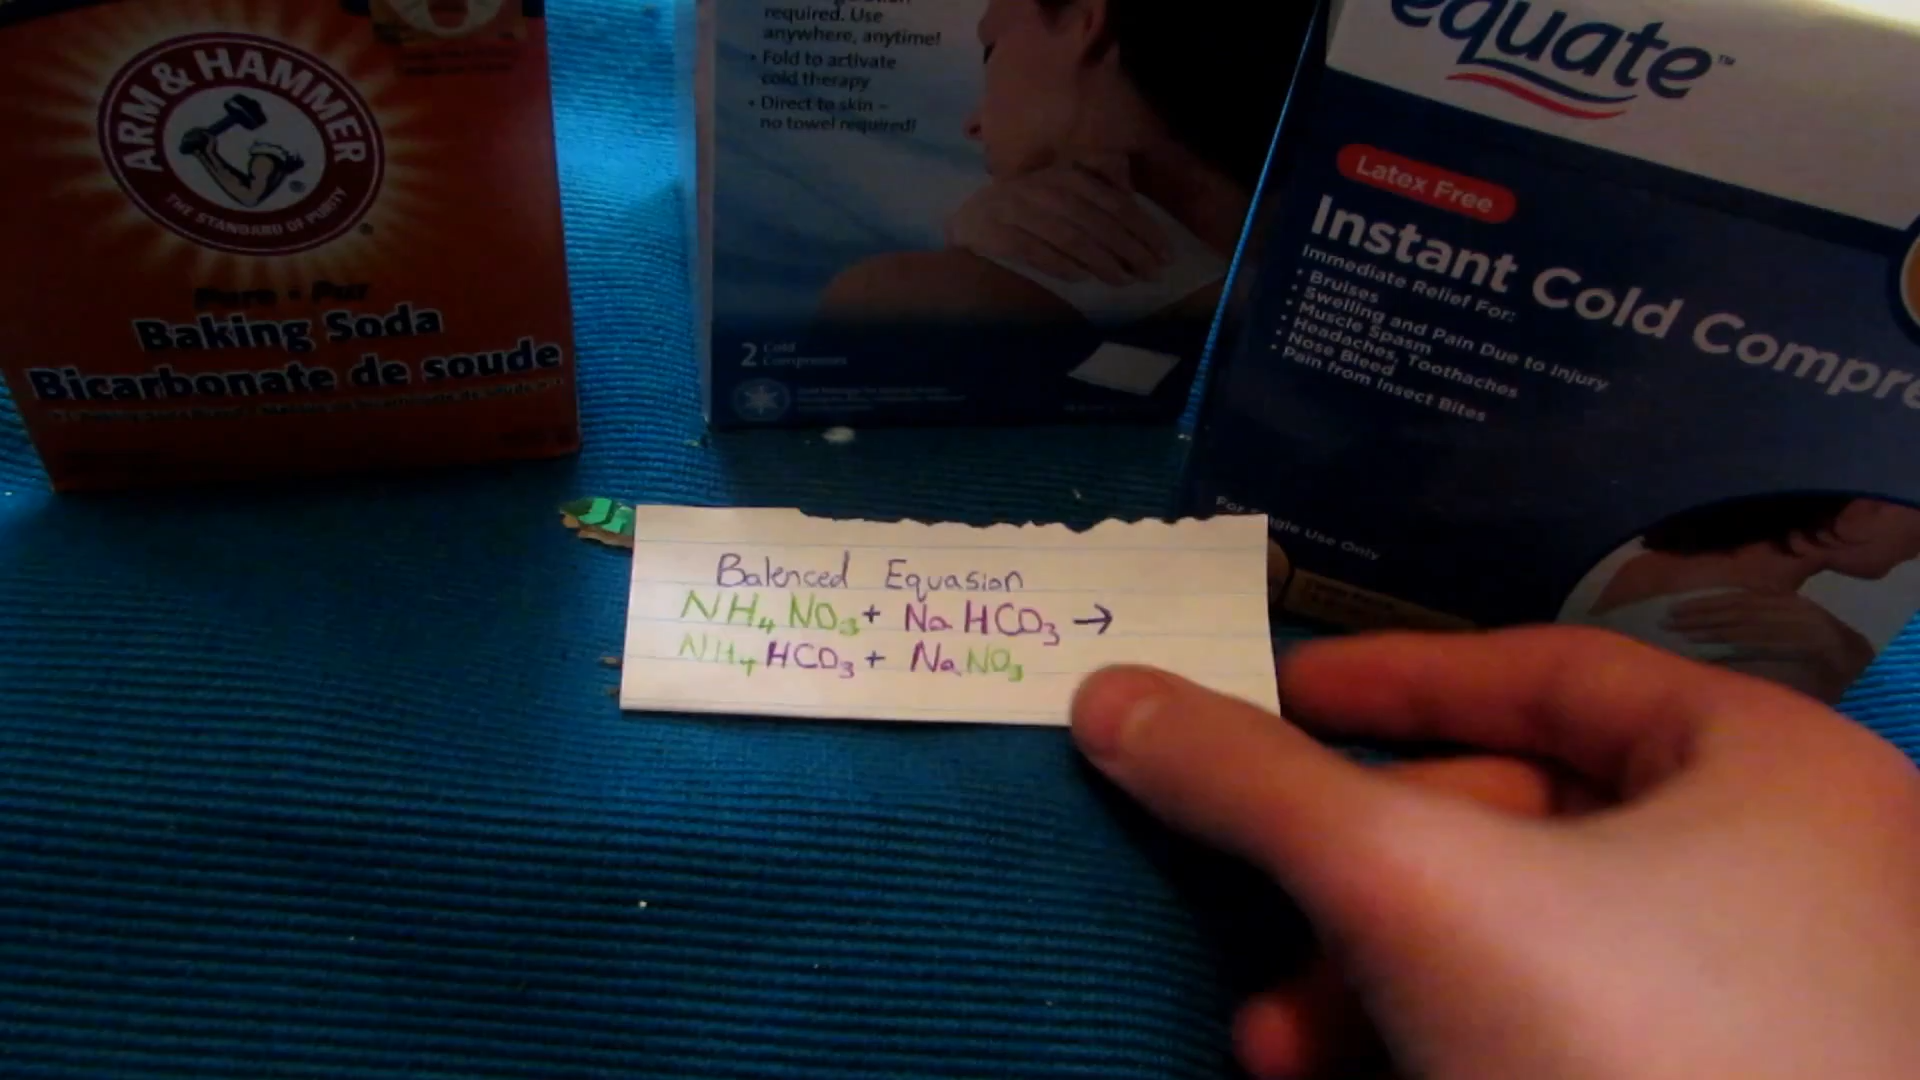 ARM & HAMMER
THE STANDARD OF PURITY
Pure • Pur
Baking Soda
Bicarbonate de soude
required. Use
anywhere, anytime!
• Fold to activate
cold therapy
• Direct to skin –
no towel required!
2 Cold
Compresses
equate™
Latex Free
Instant Cold Compre
Immediate Relief For:
• Bruises
• Swelling and Pain Due to Injury
• Muscle Spasm
• Headaches, Toothaches
• Nose Bleed
• Pain from Insect Bites
For Single Use Only
Balenced Equasion
NH₄NO₃ + NaHCO₃ →
NH₄HCO₃ + NaNO₃